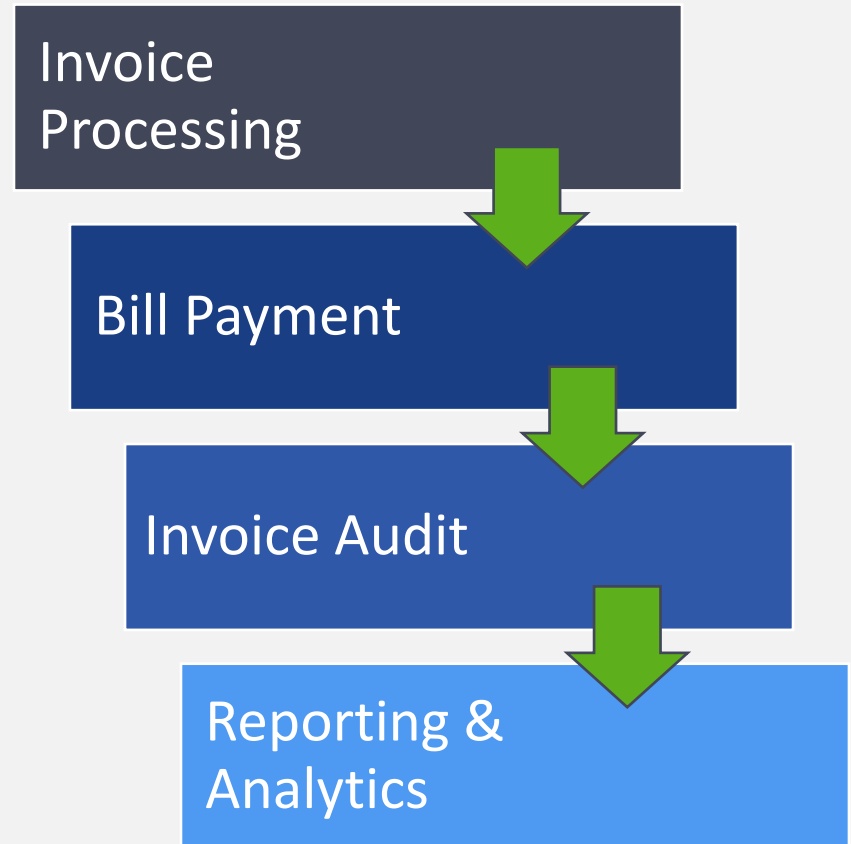 Invoice
Processing
Bill Payment
Invoice Audit
Reporting &
Analytics